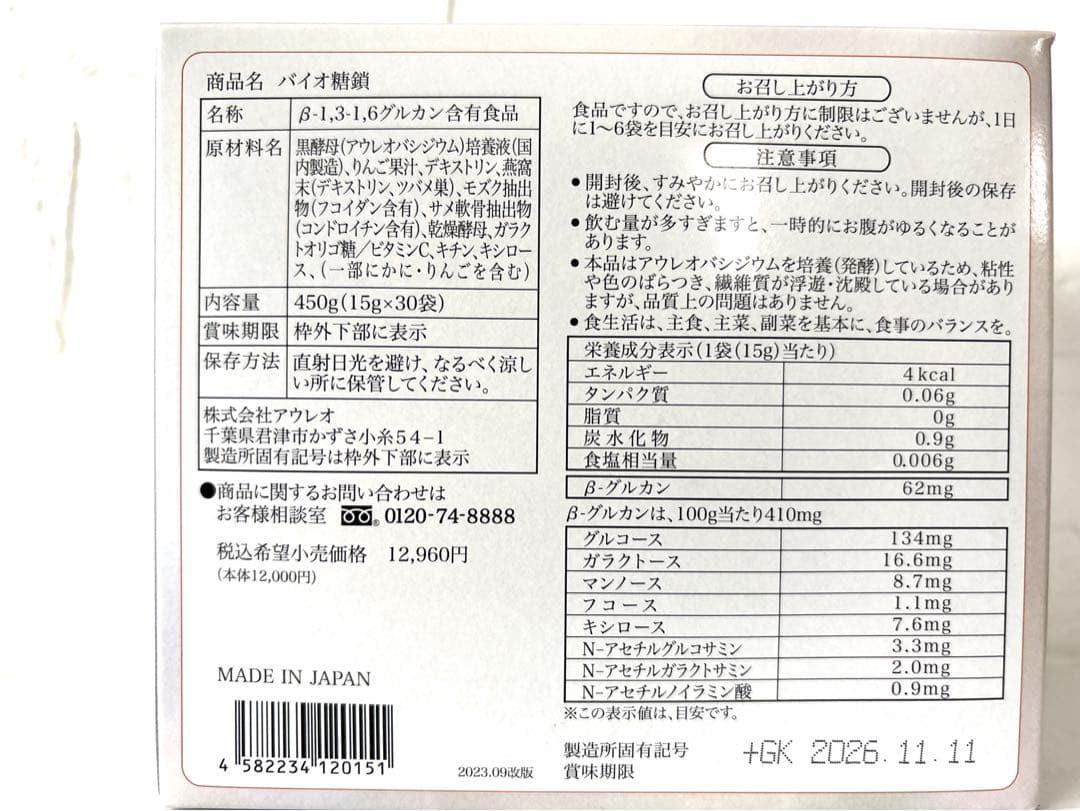 商品名 バイオ糖鎖
名称 β-1,3-1,6グルカン含有食品
原材料名 黒酵母(アウレオバシジウム)培養液(国
内製造)、りんご果汁、デキストリン、燕窩
末(デキストリン、ツバメ巣)、モズク抽出
物(フコイダン含有)、サメ軟骨抽出物
(コンドロイチン含有)、乾燥酵母、ガラク
トオリゴ糖/ビタミンC、キチン、キシロー
ス、(一部にかに・りんごを含む)
内容量 450g(15g×30袋)
賞味期限 枠外下部に表示
保存方法 直射日光を避け、なるべく涼し
い所に保管してください。
株式会社アウレオ
千葉県君津市かずさ小糸54-1
製造所固有記号は枠外下部に表示
●商品に関するお問い合わせは
お客様相談室 0120-74-8888
税込希望小売価格 12,960円
(本体12,000円)
MADE IN JAPAN
4 582234 120151
2023.09改版
お召し上がり方
食品ですので、お召し上がり方に制限はございませんが、1日
に1〜6袋を目安にお召し上がりください。
注意事項
●開封後、すみやかにお召し上がりください。開封後の保存
は避けてください。
●飲む量が多すぎますと、一時的にお腹がゆるくなることが
あります。
●本品はアウレオバシジウムを培養(発酵)しているため、粘性
や色のばらつき、繊維質が浮遊・沈殿している場合があり
ますが、品質上の問題はありません。
●食生活は、主食、主菜、副菜を基本に、食事のバランスを。
栄養成分表示(1袋(15g)当たり)
エネルギー 4kcal
タンパク質 0.06g
脂質 0g
炭水化物 0.9g
食塩相当量 0.006g
β-グルカン 62mg
β-グルカンは、100g当たり410mg
グルコース 134mg
ガラクトース 16.6mg
マンノース 8.7mg
フコース 1.1mg
キシロース 7.6mg
N-アセチルグルコサミン 3.3mg
N-アセチルガラクトサミン 2.0mg
N-アセチルノイラミン酸 0.9mg
※この表示値は、目安です。
製造所固有記号
賞味期限
+GK 2026.11.11